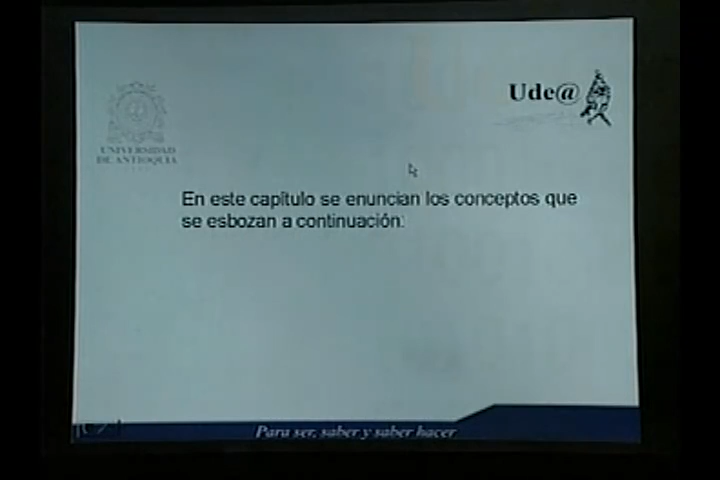 UNIVERSIDAD
DE ANTIOQUIA
Ude@
En este capítulo se enuncian los conceptos que
se esbozan a continuación:
Para ser, saber y saber hacer